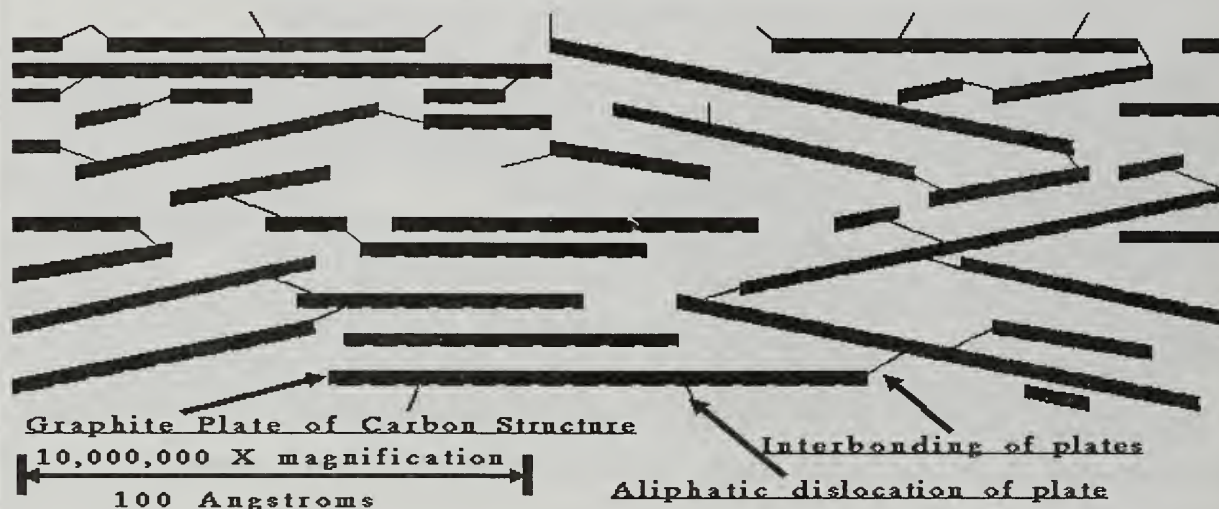 Graphite Plate of Carbon Structure
10,000,000 X magnification
100 Angstroms
Interbonding of plates
Aliphatic dislocation of plate